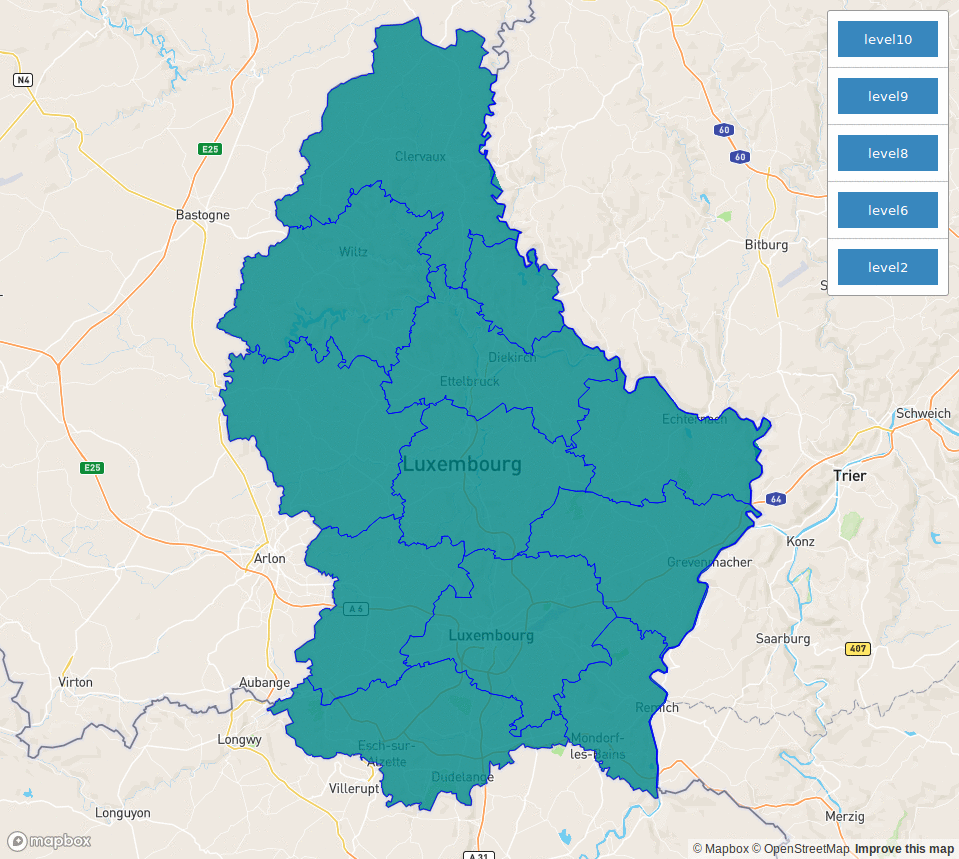 level10
N4
level9
60
E25
level8
60
Clervaux
Bastogne
level6
Bitburg
Wiltz
level2
S
Diekirch
Ettelbruck
Schweich
Echternach
Luxembourg
E25
Trier
64
Konz
Arlon
Grevenmacher
A 6
Luxembourg
Saarburg
407
Virton
Aubange
Remich
Longwy
Mondorf-
les-Bains
Esch-sur-
Alzette
Dudelange
Villerupt
Longuyon
Merzig
mapbox
© Mapbox © OpenStreetMap Improve this map
A 31